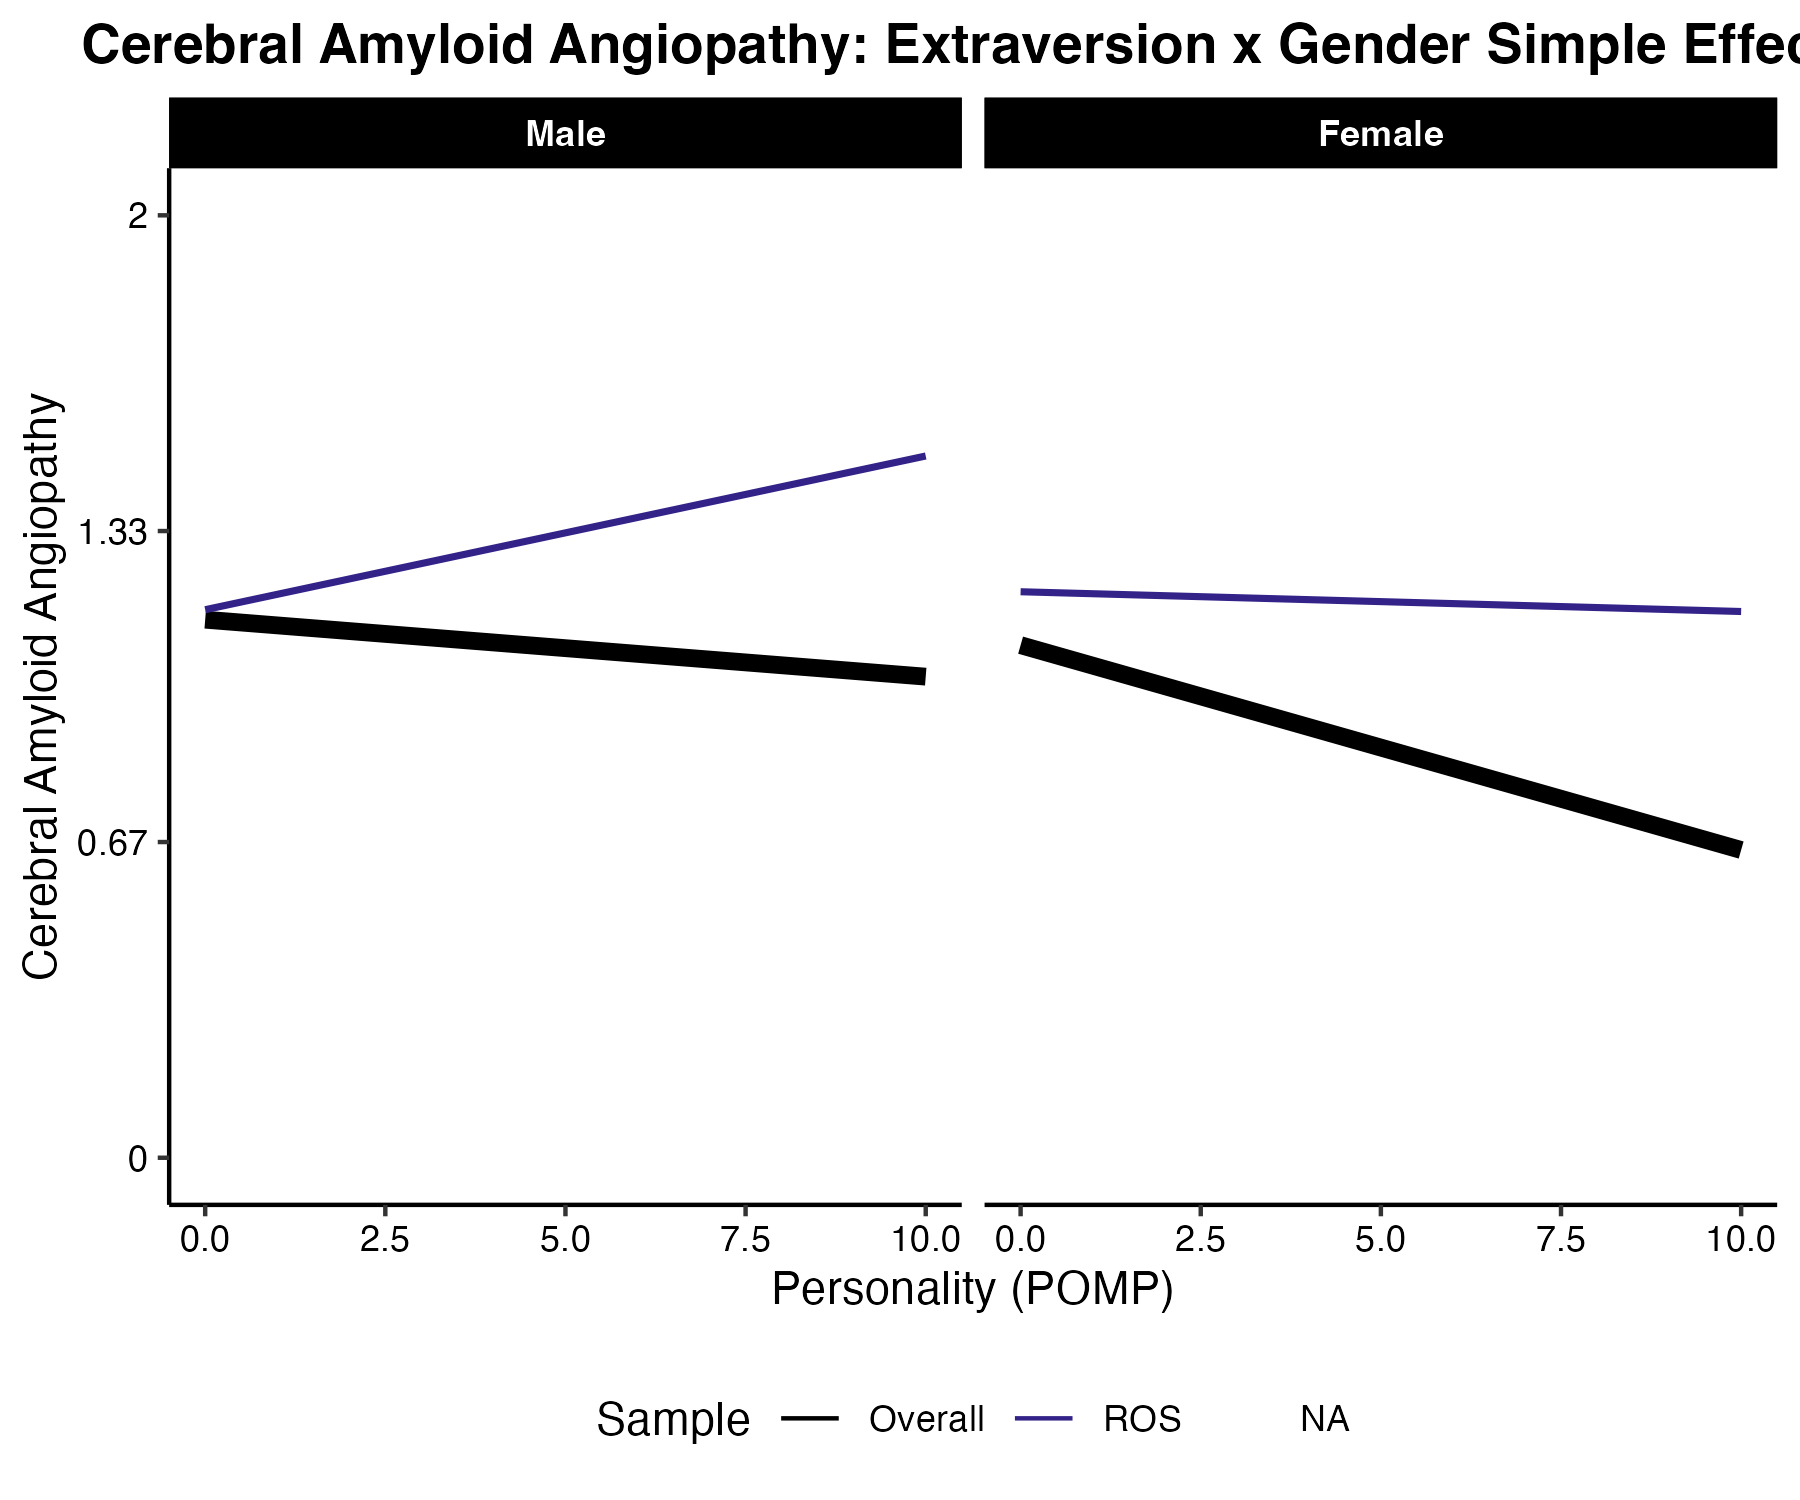 Cerebral Amyloid Angiopathy: Extraversion x Gender Simple Effec
Male
Female
Cerebral Amyloid Angiopathy
2
1.33
0.67
0
0.0 2.5 5.0 7.5 10.0
0.0 2.5 5.0 7.5 10.0
Personality (POMP)
Sample Overall ROS NA